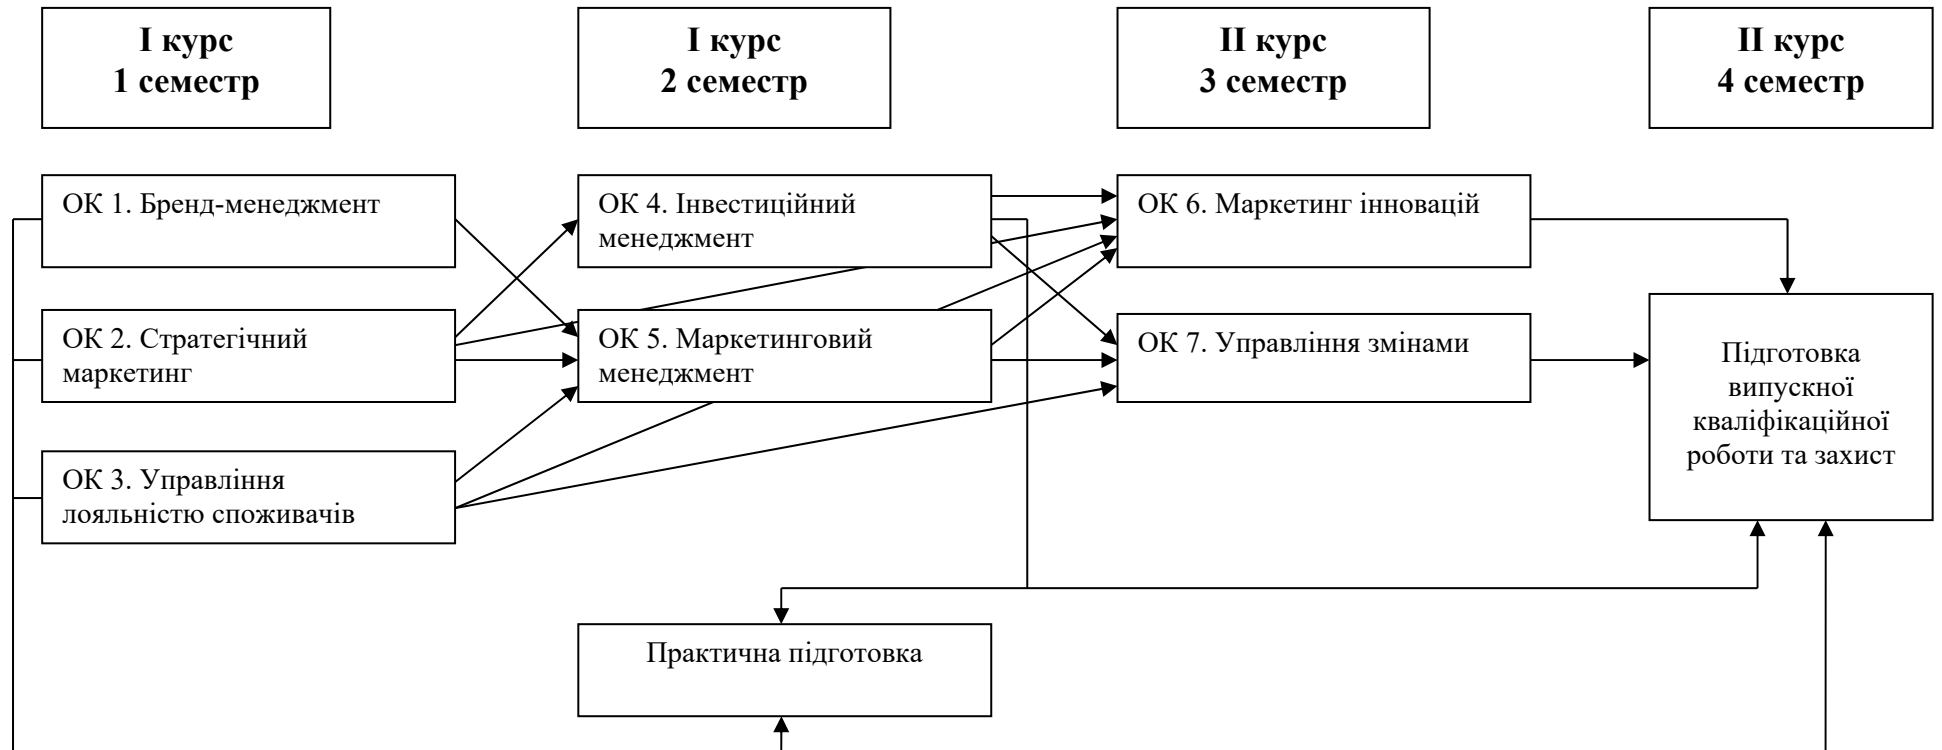 І курс
1 семестр
І курс
2 семестр
ІІ курс
3 семестр
ІІ курс
4 семестр
ОК 1. Бренд-менеджмент
ОК 4. Інвестиційний
менеджмент
ОК 6. Маркетинг інновацій
ОК 2. Стратегічний
маркетинг
ОК 5. Маркетинговий
менеджмент
ОК 7. Управління змінами
Підготовка
випускної
кваліфікаційної
роботи та захист
ОК 3. Управління
лояльністю споживачів
Практична підготовка